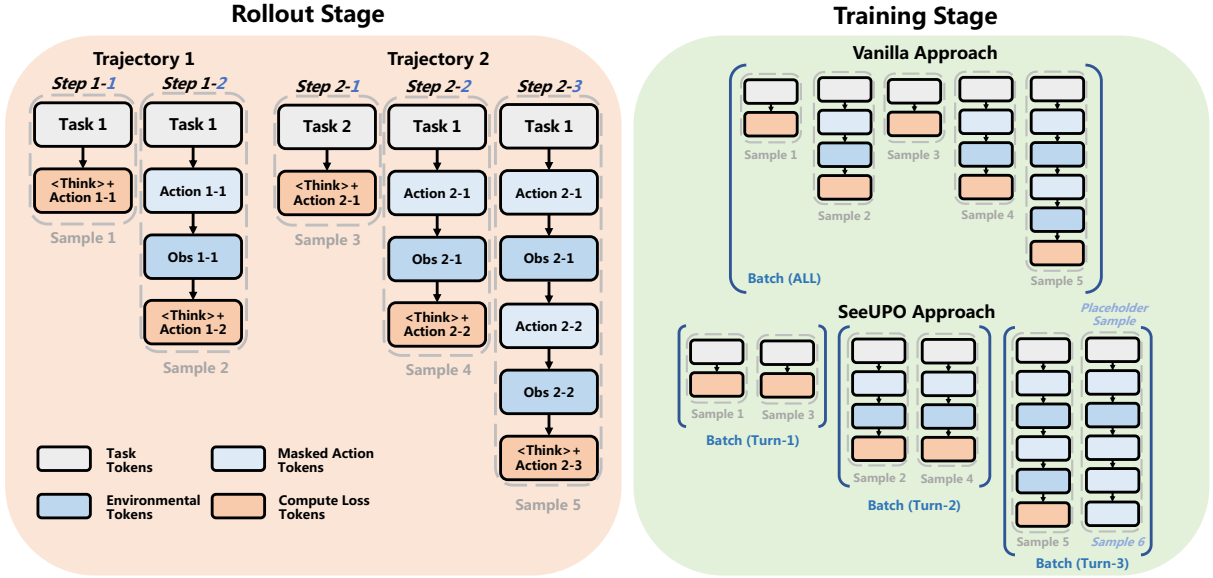 Rollout Stage
Trajectory 1
Trajectory 2
Step 1-1
Step 1-2
Step 2-1
Step 2-2
Step 2-3
Task 1
<Think>+
Action 1-1
Sample 1
Task 1
Action 1-1
Obs 1-1
<Think>+
Action 1-2
Sample 2
Task 2
<Think>+
Action 2-1
Sample 3
Task 1
Action 2-1
Obs 2-1
<Think>+
Action 2-2
Sample 4
Task 1
Action 2-1
Obs 2-1
Action 2-2
Obs 2-2
<Think>+
Action 2-3
Sample 5
Task
Tokens
Masked Action
Tokens
Environmental
Tokens
Compute Loss
Tokens
Training Stage
Vanilla Approach
Sample 1
Sample 2
Sample 3
Sample 4
Sample 5
Batch (ALL)
SeeUPO Approach
Placeholder
Sample
Sample 1
Sample 3
Batch (Turn-1)
Sample 2
Sample 4
Batch (Turn-2)
Sample 5
Sample 6
Batch (Turn-3)